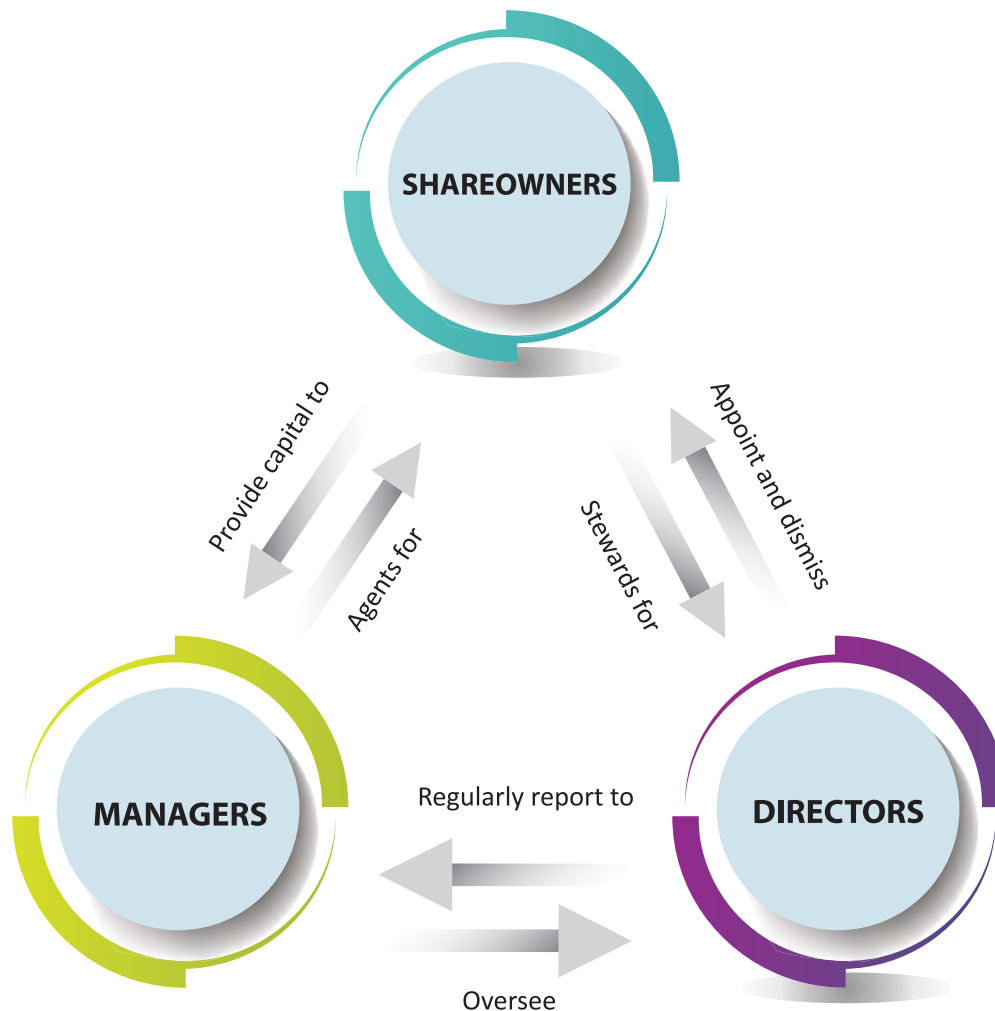 SHAREOWNERS
Provide capital to
Agents for
Stewards for
Appoint and dismiss
MANAGERS
Regularly report to
Oversee
DIRECTORS